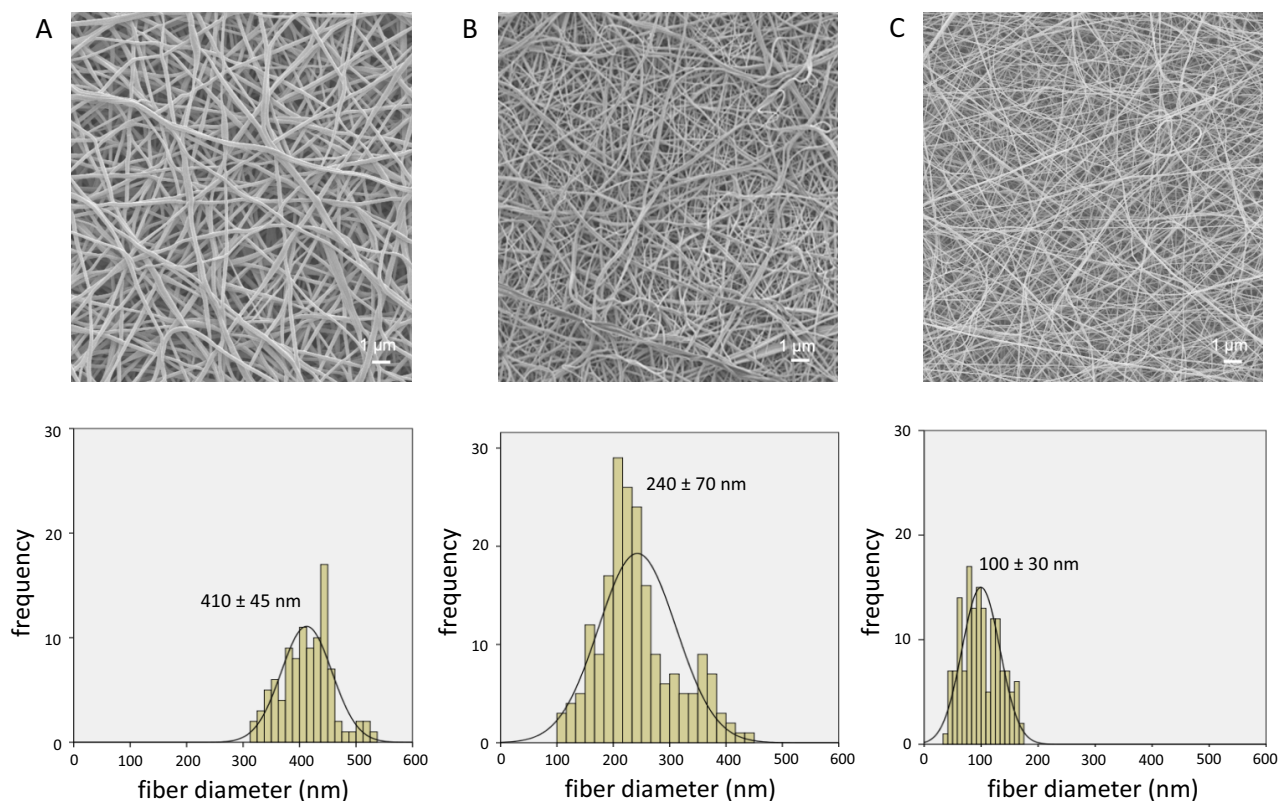 A
B
C
1 µm
1 µm
1 µm
30
20
10
0
frequency
410 ± 45 nm
0 100 200 300 400 500 600
fiber diameter (nm)
30
20
10
0
frequency
240 ± 70 nm
0 100 200 300 400 500 600
fiber diameter (nm)
30
20
10
0
frequency
100 ± 30 nm
0 100 200 300 400 500 600
fiber diameter (nm)